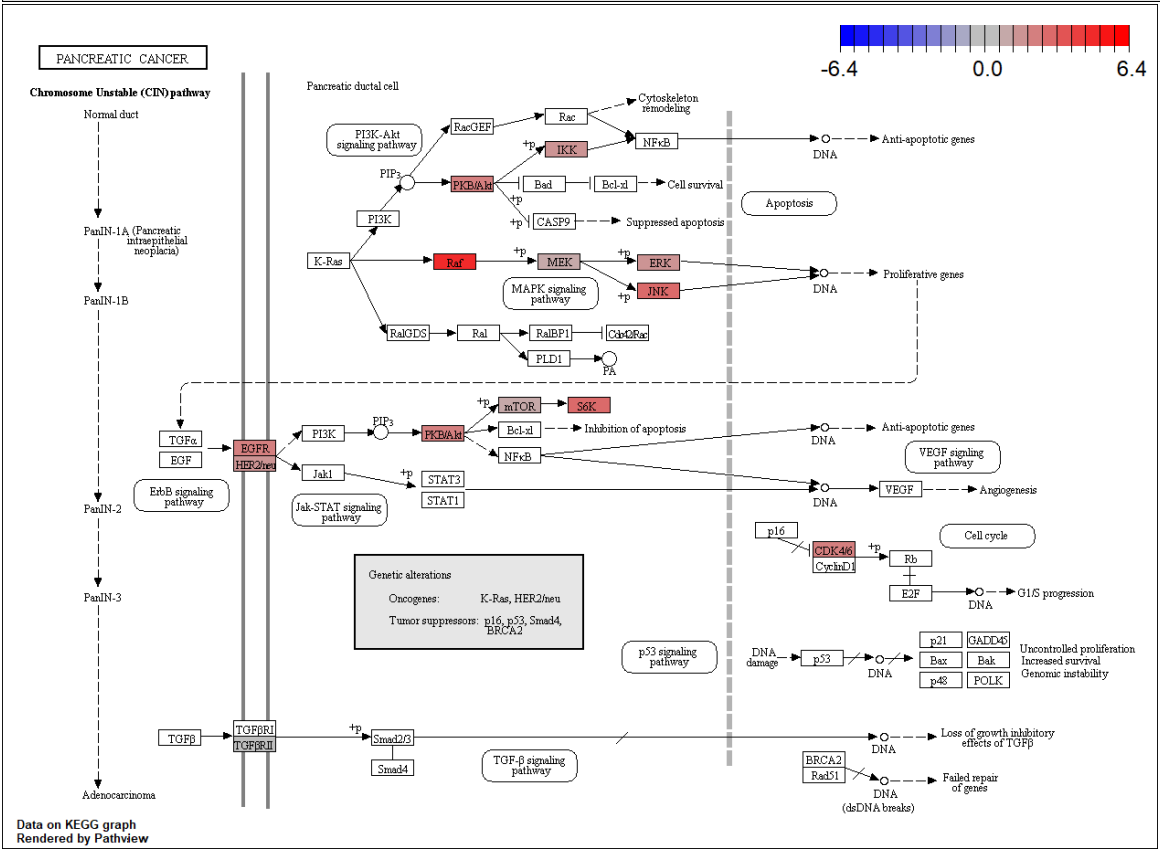 -6.4 0.0 6.4
PANCREATIC CANCER
Chromosome Unstable (CIN) pathway
Normal duct
PanIN-1A (Pancreatic
intraepithelial
neoplacia)
PanIN-1B
PanIN-2
PanIN-3
Adenocarcinoma
Pancreatic ductal cell
PI3K-Akt
signaling pathway
RacGEF
Rac
Cytoskeleton
remodeling
NFκB
DNA
Anti-apoptotic genes
+p
IKK
PIP3
PKB/Akt
Bad
Bcl-xl
Cell survival
+p
+p
CASP9
Suppressed apoptosis
Apoptosis
PI3K
K-Ras
Raf
+p
MEK
+p
ERK
+p
JNK
DNA
Proliferative genes
MAPK signaling
pathway
RalGDS
Ral
RalBP1
Cdc42/Rac
PLD1
PA
TGFα
EGF
EGFR
HER2/neu
ErbB signaling
pathway
PI3K
PIP3
PKB/Akt
+p
mTOR
S6K
Bcl-xl
Inhibition of apoptosis
NFκB
DNA
Anti-apoptotic genes
Jak1
+p
STAT3
STAT1
Jak-STAT signaling
pathway
DNA
VEGF
Angiogenesis
VEGF signling
pathway
p16
CDK4/6
CyclinD1
+p
Rb
E2F
DNA
G1/S progression
Cell cycle
Genetic alterations
Oncogenes: K-Ras, HER2/neu
Tumor suppressors: p16, p53, Smad4,
BRCA2
p53 signaling
pathway
DNA
damage
p53
DNA
p21 GADD45
Bax Bak
p48 POLK
Uncontrolled proliferation
Increased survival
Genomic instability
TGFβ
TGFβRI
TGFβRII
+p
Smad2/3
Smad4
TGF-β signaling
pathway
DNA
Loss of growth inhibitory
effects of TGFβ
BRCA2
Rad51
DNA
(dsDNA breaks)
Failed repair
of genes
Data on KEGG graph
Rendered by Pathview